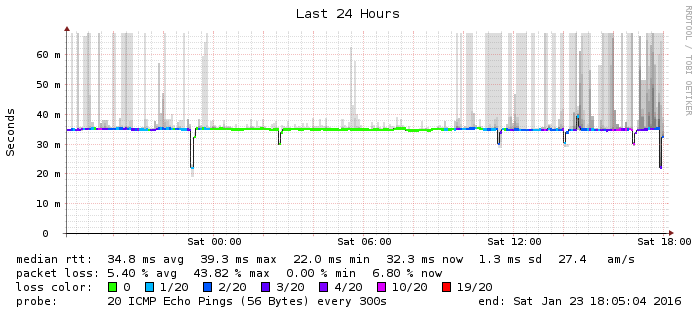 Last 24 Hours
RRDTOOL / TOBI OETIKER
Seconds
60 m
50 m
40 m
30 m
20 m
10 m
0
Sat 00:00 Sat 06:00 Sat 12:00 Sat 18:00
median rtt: 34.8 ms avg 39.3 ms max 22.0 ms min 32.3 ms now 1.3 ms sd 27.4 am/s
packet loss: 5.40 % avg 43.82 % max 0.00 % min 6.80 % now
loss color: 0 1/20 2/20 3/20 4/20 10/20 19/20
probe: 20 ICMP Echo Pings (56 Bytes) every 300s end: Sat Jan 23 18:05:04 2016